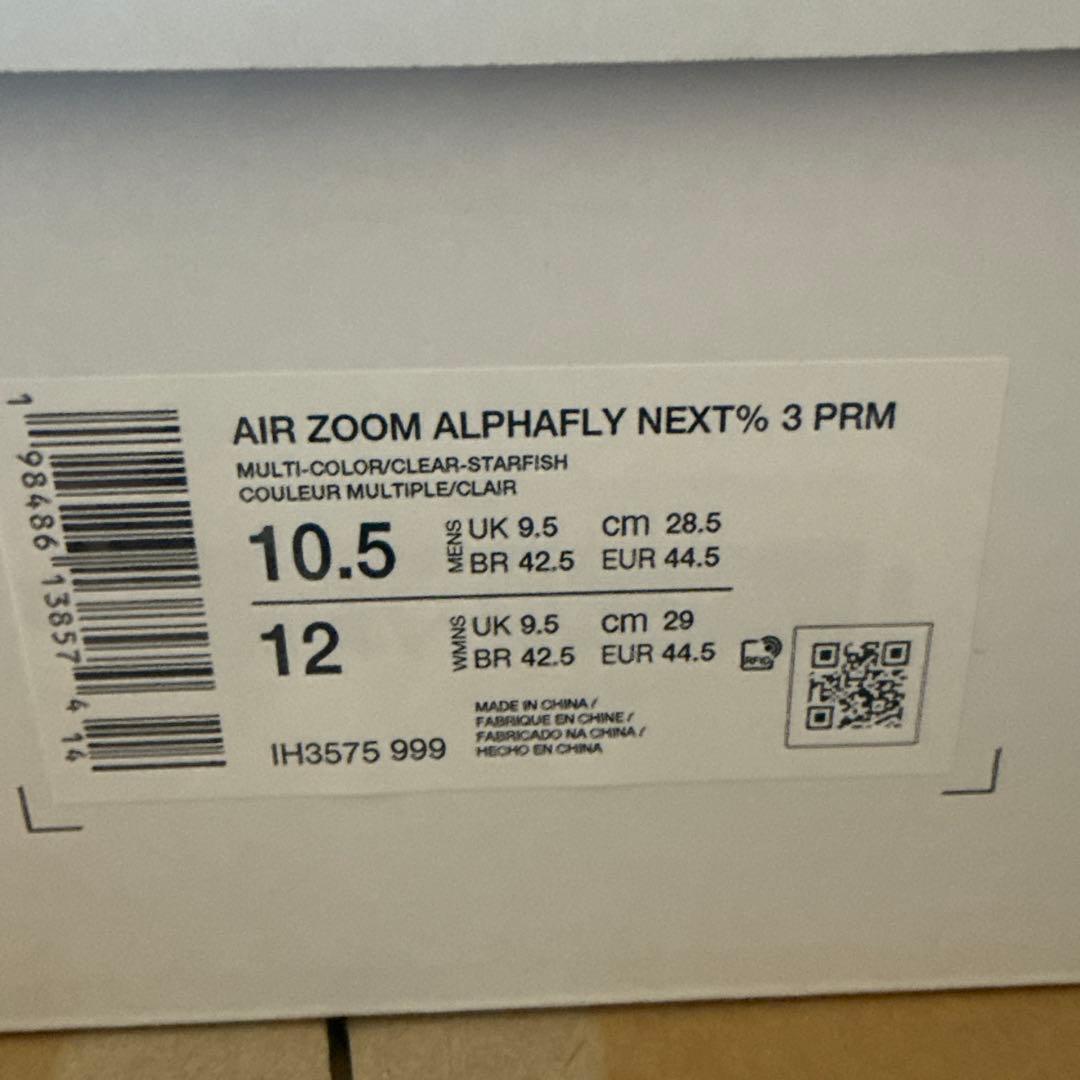 AIR ZOOM ALPHAFLY NEXT% 3 PRM
MULTI-COLOR/CLEAR-STARFISH
COULEUR MULTIPLE/CLAIR
10.5 MENS UK 9.5 cm 28.5
BR 42.5 EUR 44.5
12 WMNS UK 9.5 cm 29
BR 42.5 EUR 44.5
RFID
MADE IN CHINA /
FABRIQUE EN CHINE /
FABRICADO NA CHINA /
HECHO EN CHINA
IH3575 999
1 98486 13857 4 14